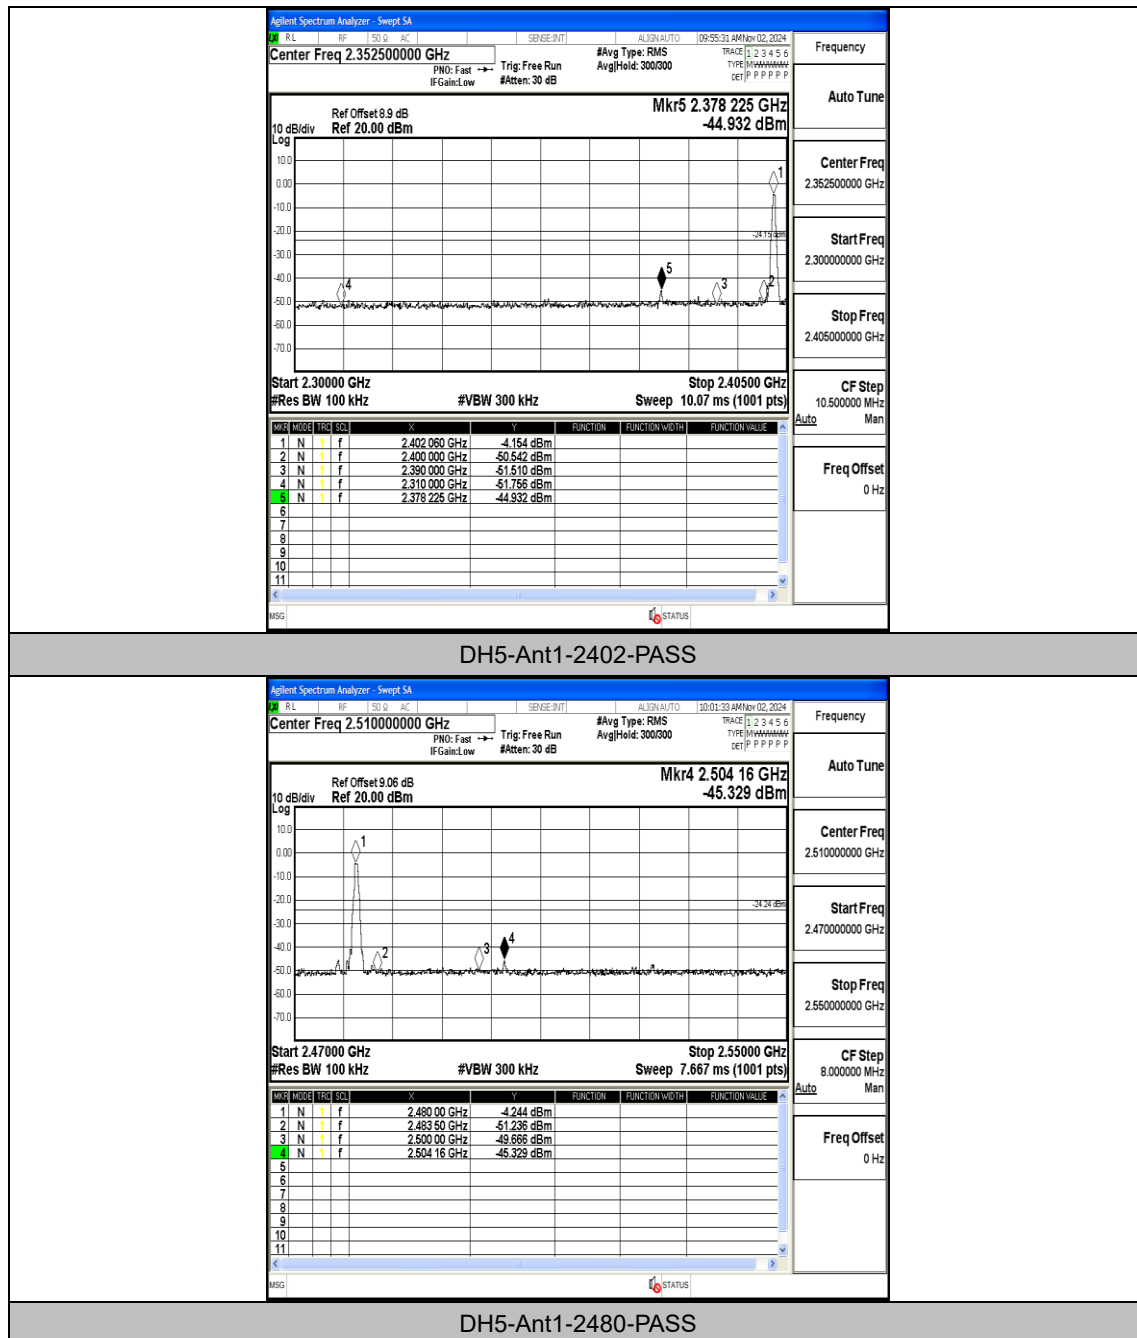 Agilent Spectrum Analyzer - Swept SA
RL RF 50 Ω AC SENSE:INT ALIGNAUTO 09:55:31 AM Nov 02, 2024
Center Freq 2.352500000 GHz
PNO: Fast
IFGain:Low
Trig: Free Run
#Atten: 30 dB
#Avg Type: RMS
Avg|Hold: 300/300
TRACE 1 2 3 4 5 6
TYPE
DET P P P P P P
Frequency
Auto Tune
Center Freq
2.352500000 GHz
Start Freq
2.300000000 GHz
Stop Freq
2.405000000 GHz
CF Step
10.500000 MHz
Auto Man
Freq Offset
0 Hz
Mkr5 2.378 225 GHz
-44.932 dBm
Ref Offset 8.9 dB
10 dB/div Ref 20.00 dBm
Log
10.0
0.00
-10.0
-20.0
-30.0
-40.0
-50.0
-60.0
-70.0
1
-24.15 dBm
5
4
3
2
Start 2.30000 GHz Stop 2.40500 GHz
#Res BW 100 kHz #VBW 300 kHz Sweep 10.07 ms (1001 pts)
MKR MODE TRC SCL X Y FUNCTION FUNCTION WIDTH FUNCTION VALUE
1 N 1 f 2.402 060 GHz -4.154 dBm
2 N 1 f 2.400 000 GHz -50.542 dBm
3 N 1 f 2.390 000 GHz -51.510 dBm
4 N 1 f 2.310 000 GHz -51.756 dBm
5 N 1 f 2.378 225 GHz -44.932 dBm
6
7
8
9
10
11
MSG STATUS
DH5-Ant1-2402-PASS
Agilent Spectrum Analyzer - Swept SA
RL RF 50 Ω AC SENSE:INT ALIGNAUTO 10:01:33 AM Nov 02, 2024
Center Freq 2.510000000 GHz
PNO: Fast
IFGain:Low
Trig: Free Run
#Atten: 30 dB
#Avg Type: RMS
Avg|Hold: 300/300
TRACE 1 2 3 4 5 6
TYPE
DET P P P P P P
Frequency
Auto Tune
Center Freq
2.510000000 GHz
Start Freq
2.470000000 GHz
Stop Freq
2.550000000 GHz
CF Step
8.000000 MHz
Auto Man
Freq Offset
0 Hz
Mkr4 2.504 16 GHz
-45.329 dBm
Ref Offset 9.06 dB
10 dB/div Ref 20.00 dBm
Log
10.0
0.00
-10.0
-20.0
-30.0
-40.0
-50.0
-60.0
-70.0
1
-24.24 dBm
2
3
4
Start 2.47000 GHz Stop 2.55000 GHz
#Res BW 100 kHz #VBW 300 kHz Sweep 7.667 ms (1001 pts)
MKR MODE TRC SCL X Y FUNCTION FUNCTION WIDTH FUNCTION VALUE
1 N 1 f 2.480 00 GHz -4.244 dBm
2 N 1 f 2.483 50 GHz -51.236 dBm
3 N 1 f 2.500 00 GHz -49.666 dBm
4 N 1 f 2.504 16 GHz -45.329 dBm
5
6
7
8
9
10
11
MSG STATUS
DH5-Ant1-2480-PASS